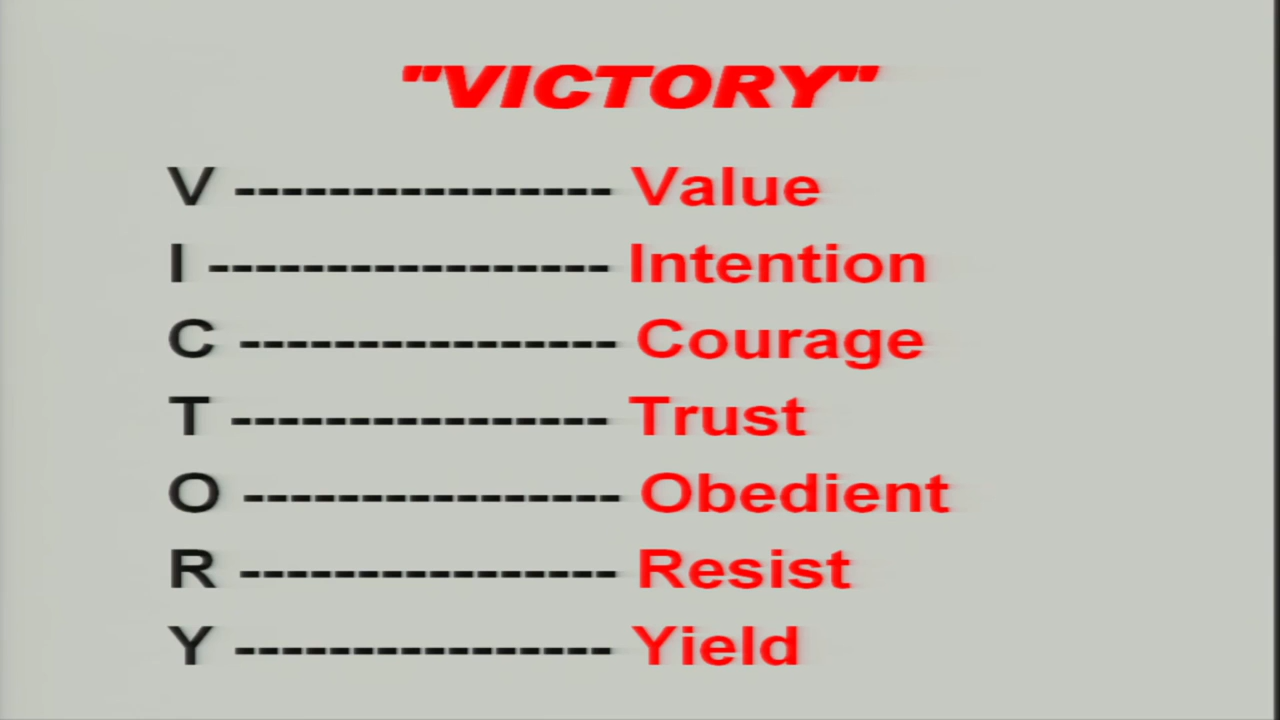 "VICTORY"
V ---------------- Value
I ----------------- Intention
C ---------------- Courage
T ---------------- Trust
O ---------------- Obedient
R ---------------- Resist
Y ---------------- Yield